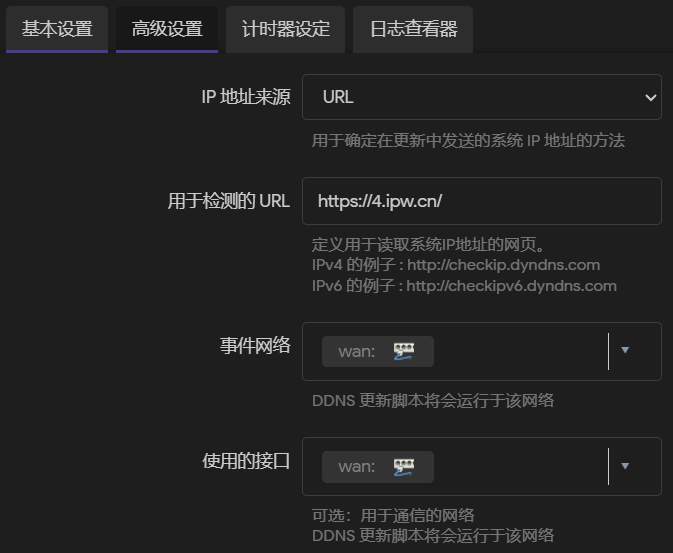 基本设置 高级设置 计时器设定 日志查看器
IP 地址来源 URL
用于确定在更新中发送的系统 IP 地址的方法
用于检测的 URL https://4.ipw.cn/
定义用于读取系统IP地址的网页。
IPv4 的例子 : http://checkip.dyndns.com
IPv6 的例子 : http://checkipv6.dyndns.com
事件网络 wan:
DDNS 更新脚本将会运行于该网络
使用的接口 wan:
可选：用于通信的网络
DDNS 更新脚本将会运行于该网络